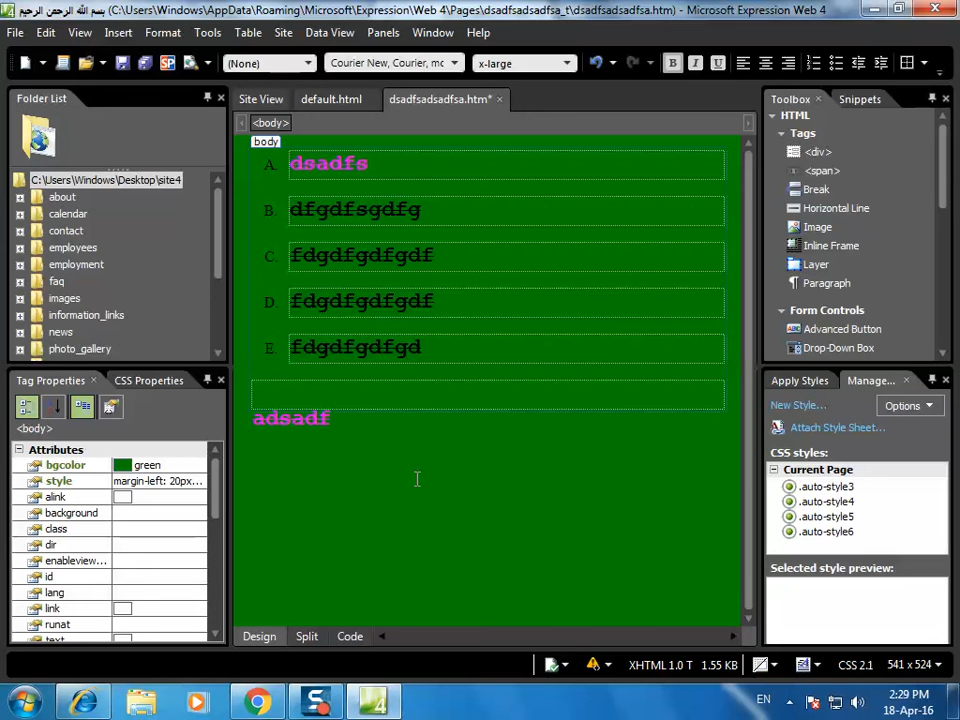 بسم الله الرحمن الرحيم (C:\Users\Windows\AppData\Roaming\Microsoft\Expression\Web 4\Pages\dsadfsadsadfsa_t\dsadfsadsadfsa.htm) - Microsoft Expression Web 4
File Edit View Insert Format Tools Table Site Data View Panels Window Help
(None) Courier New, Courier, mc x-large B I U
Folder List
C:\Users\Windows\Desktop\site4
about
calendar
contact
employees
employment
faq
images
information_links
news
photo_gallery
Site View default.html dsadfsadsadfsa.htm*
<body>
body
A. dsadfs
B. dfgdfsgdfg
C. fdgdfgdfgdf
D. fdgdfgdfgdf
E. fdgdfgdfgd
adsadf
Design Split Code
Toolbox Snippets
HTML
Tags
<div>
<span>
Break
Horizontal Line
Image
Inline Frame
Layer
Paragraph
Form Controls
Advanced Button
Drop-Down Box
Tag Properties CSS Properties
<body>
Attributes
bgcolor green
style margin-left: 20px...
alink
background
class
dir
enableview...
id
lang
link
runat
text
Apply Styles Manage...
New Style... Options
Attach Style Sheet...
CSS styles:
Current Page
.auto-style3
.auto-style4
.auto-style5
.auto-style6
Selected style preview:
XHTML 1.0 T 1.55 KB CSS 2.1 541 x 524
EN 2:29 PM
18-Apr-16